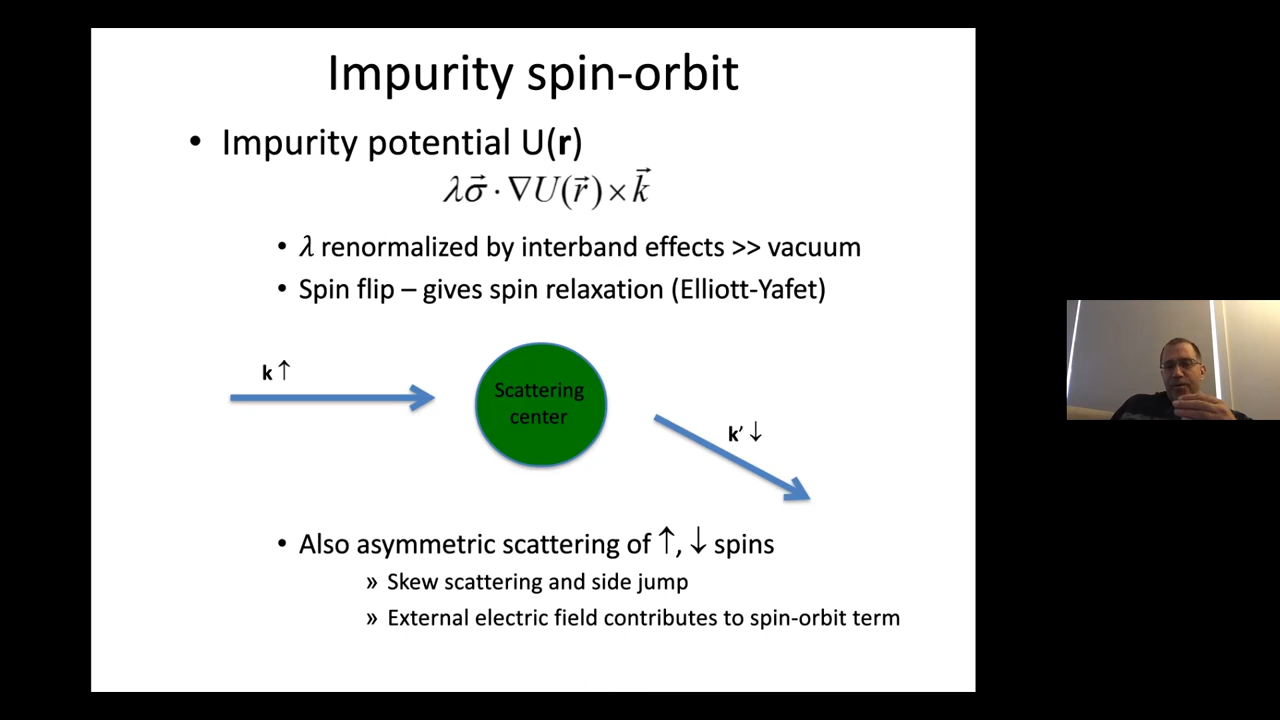 Impurity spin-orbit
• Impurity potential U(r)
λσ⃗ · ∇U(r⃗) × k⃗
• λ renormalized by interband effects >> vacuum
• Spin flip – gives spin relaxation (Elliott-Yafet)
k ↑
Scattering
center
k’ ↓
• Also asymmetric scattering of ↑, ↓ spins
» Skew scattering and side jump
» External electric field contributes to spin-orbit term